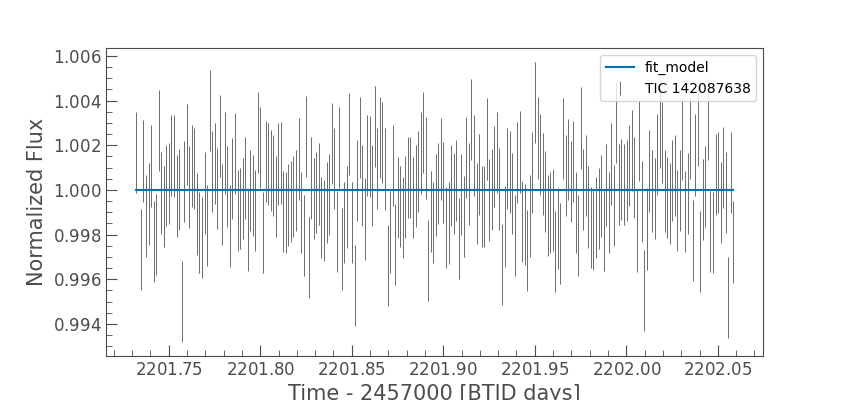 1.006
1.004
1.002
1.000
0.998
0.996
0.994
Normalized Flux
fit_model
TIC 142087638
2201.75 2201.80 2201.85 2201.90 2201.95 2202.00 2202.05
Time - 2457000 [BTJD days]